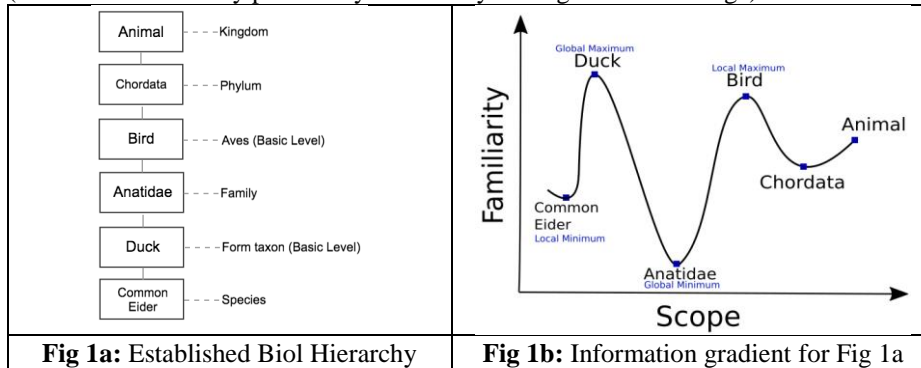 Animal
Kingdom
Chordata
Phylum
Bird
Aves (Basic Level)
Anatidae
Family
Duck
Form taxon (Basic Level)
Common
Eider
Species
Familiarity
Global Maximum
Duck
Local Maximum
Bird
Animal
Chordata
Common
Eider
Local Minimum
Anatidae
Global Minimum
Scope
Fig 1a: Established Biol Hierarchy
Fig 1b: Information gradient for Fig 1a